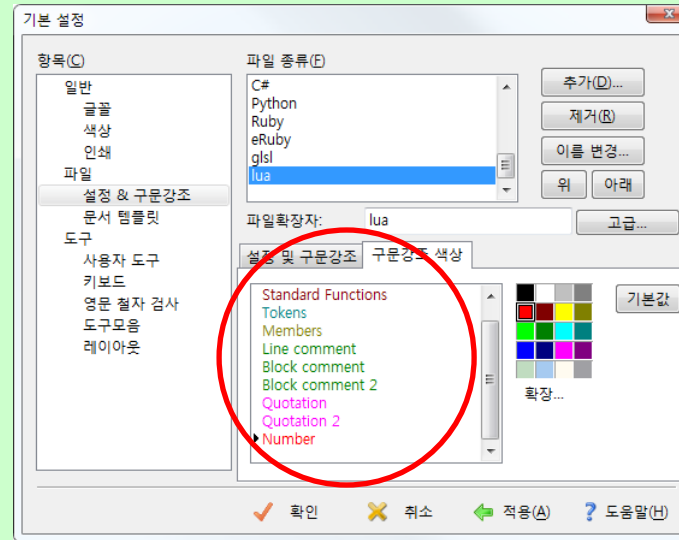 기본 설정
항목(C)
일반
글꼴
색상
인쇄
파일
설정 & 구문강조
문서 템플릿
도구
사용자 도구
키보드
영문 철자 검사
도구모음
레이아웃
파일 종류(F)
C#
Python
Ruby
eRuby
glsl
lua
추가(D)...
제거(R)
이름 변경...
위 아래
파일확장자: lua 고급...
설정 및 구문강조 구문강조 색상
Standard Functions
Tokens
Members
Line comment
Block comment
Block comment 2
Quotation
Quotation 2
Number
기본값
확장...
확인 취소 적용(A) 도움말(H)